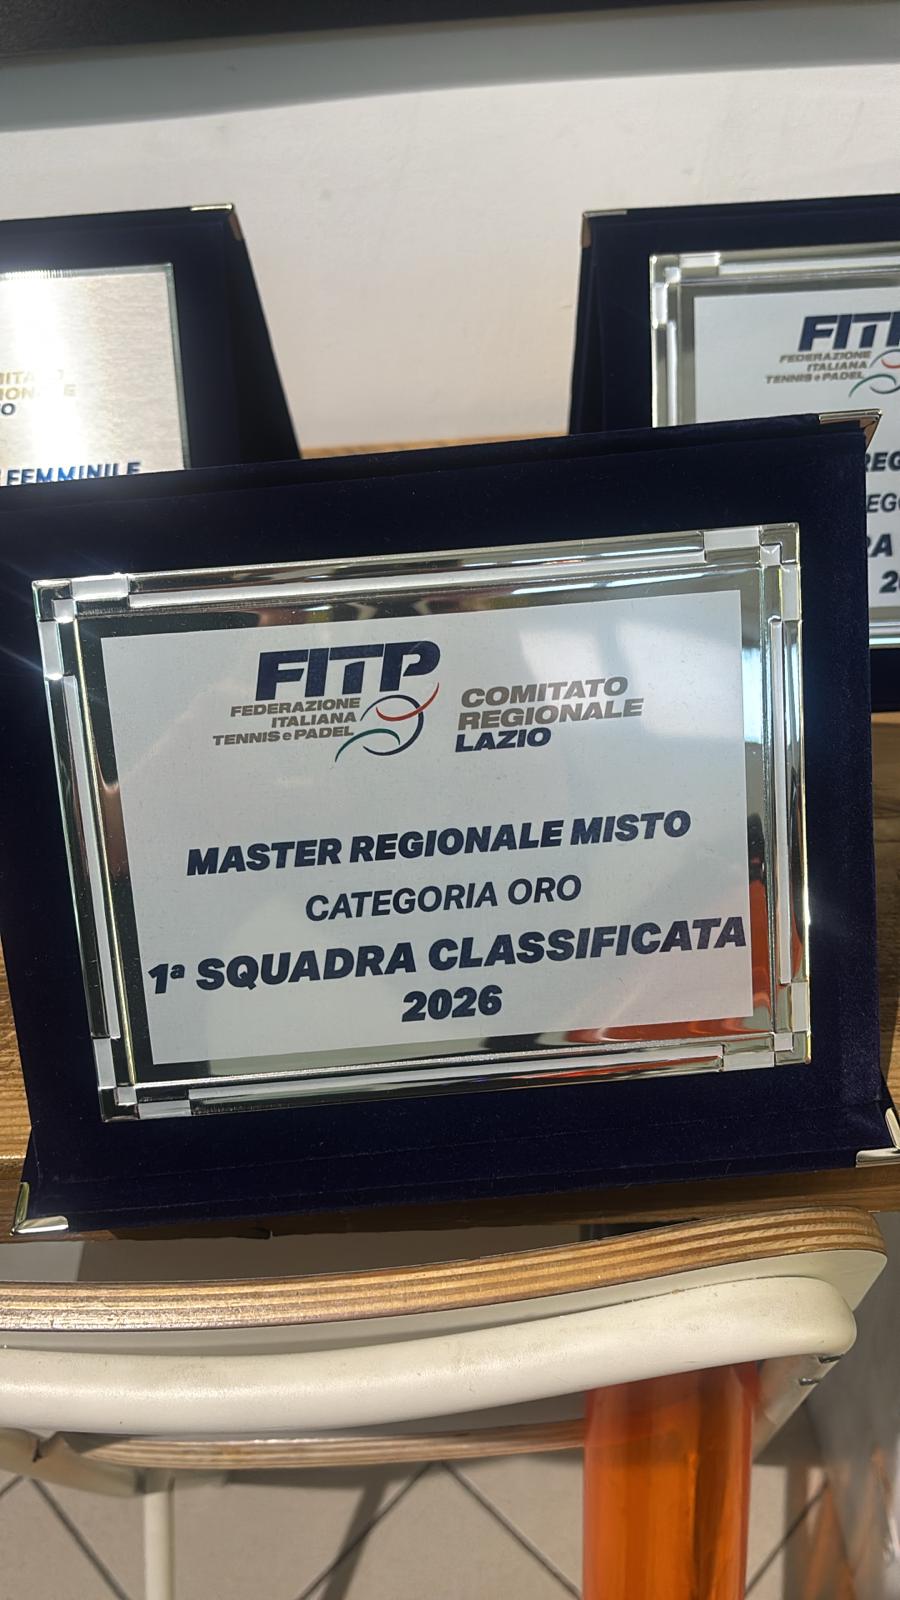 FEMMINILE
FEDERAZIONE
ITALIANA
TENNIS e PADEL
FITP
FEDERAZIONE
ITALIANA
TENNIS e PADEL
COMITATO
REGIONALE
LAZIO
MASTER REGIONALE MISTO
CATEGORIA ORO
1ª SQUADRA CLASSIFICATA
2026